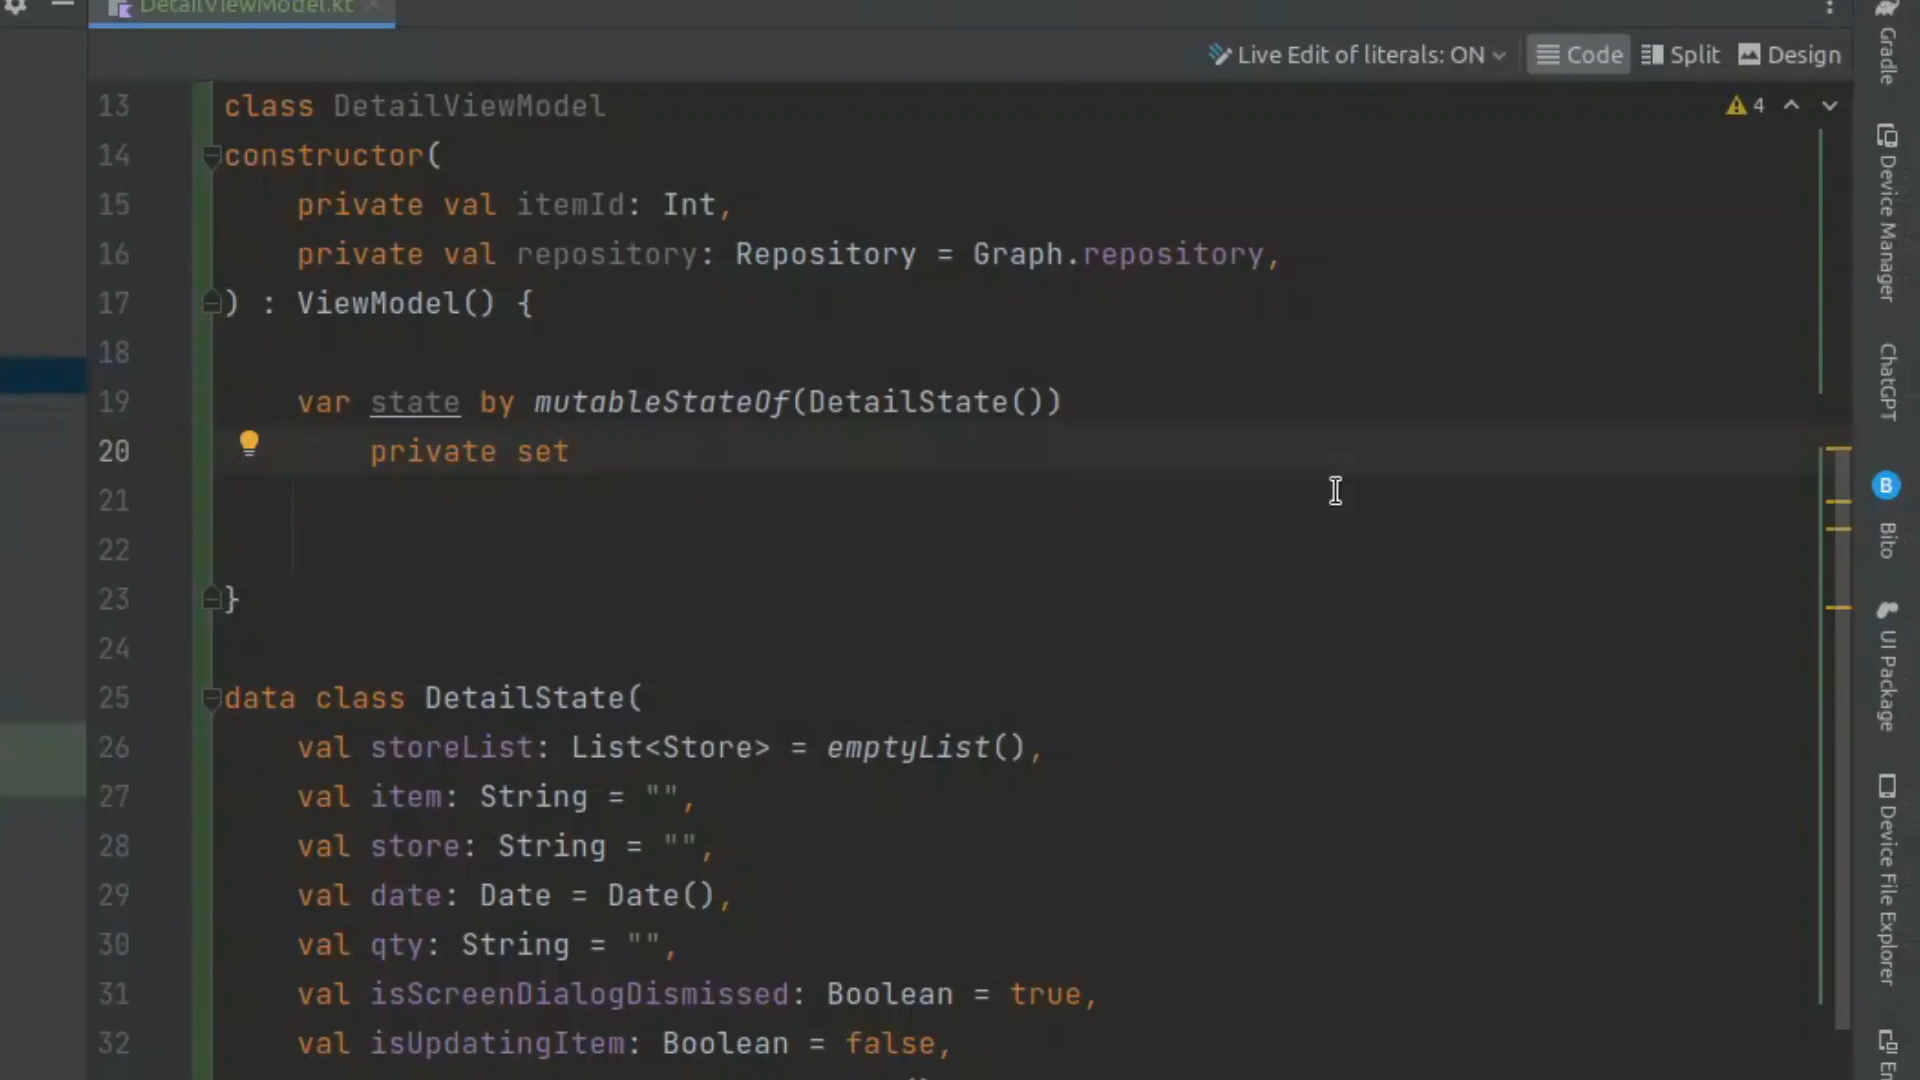 DetailViewModel.kt
Live Edit of literals: ON
Code
Split
Design
4
13 class DetailViewModel
14 constructor(
15 private val itemId: Int,
16 private val repository: Repository = Graph.repository,
17 ) : ViewModel() {
18
19 var state by mutableStateOf(DetailState())
20 private set
21
22
23 }
24
25 data class DetailState(
26 val storeList: List<Store> = emptyList(),
27 val item: String = "",
28 val store: String = "",
29 val date: Date = Date(),
30 val qty: String = "",
31 val isScreenDialogDismissed: Boolean = true,
32 val isUpdatingItem: Boolean = false,
Gradle
Device Manager
ChatGPT
B
Bito
UI Package
Device File Explorer